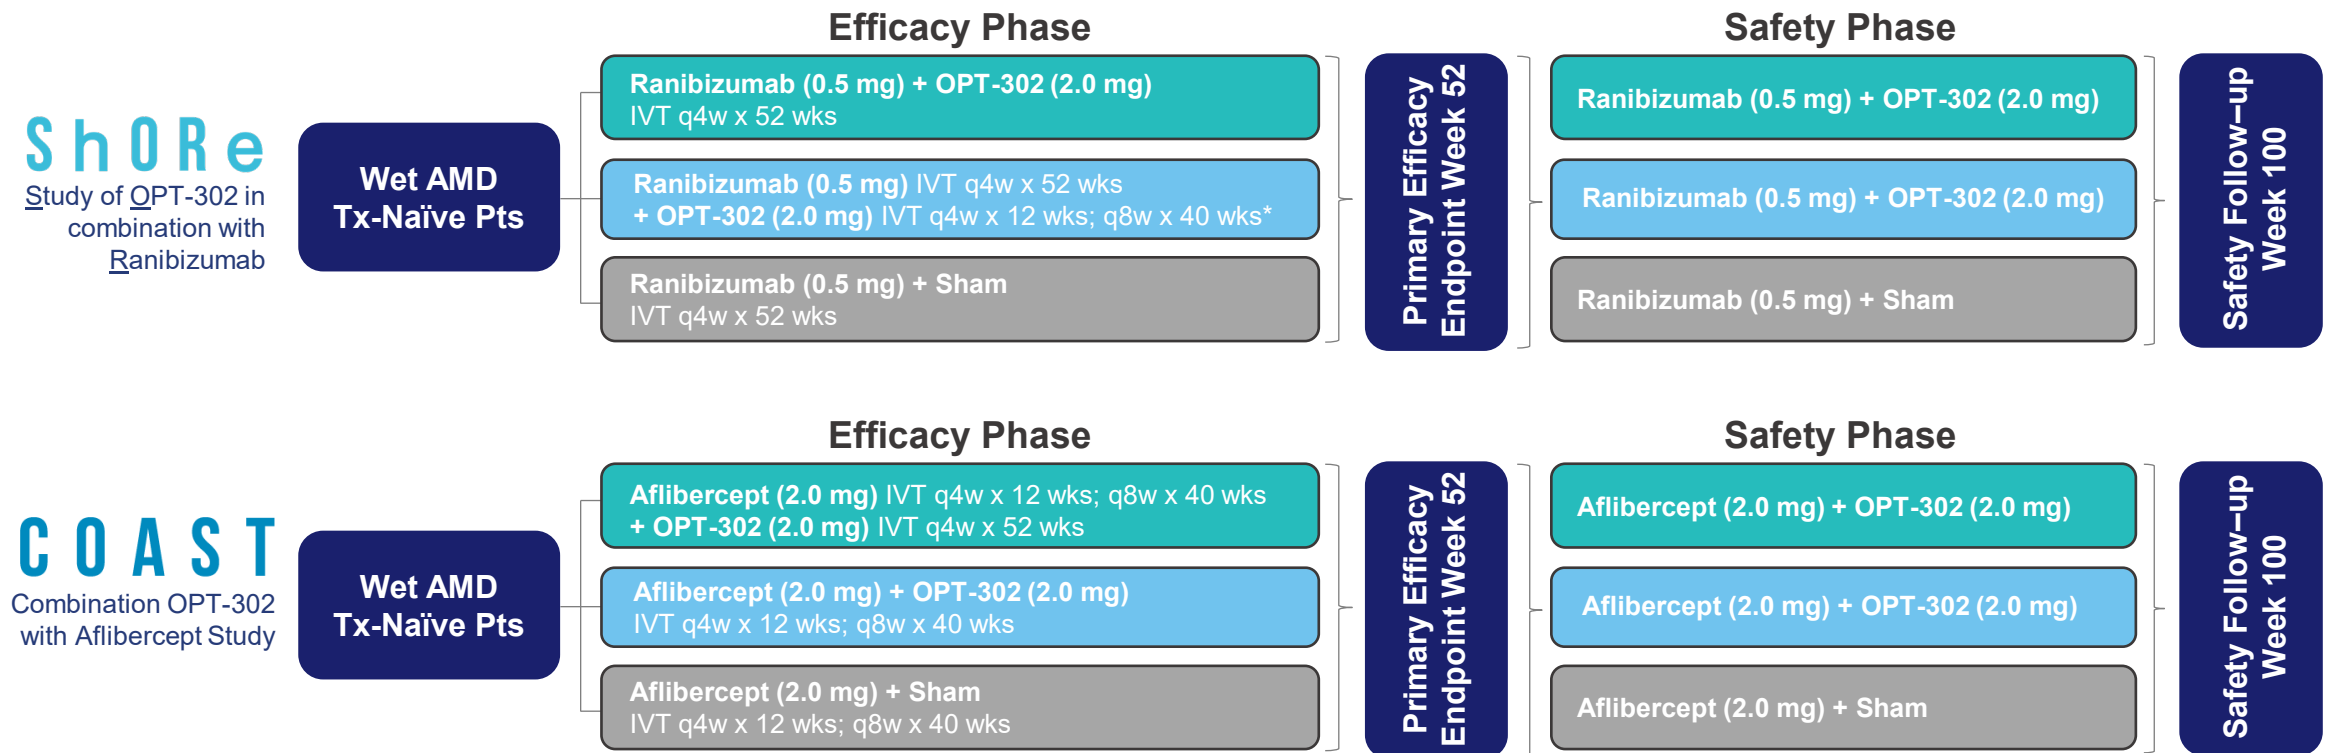 Efficacy Phase
Safety Phase
ShORe
Study of OPT-302 in
combination with
Ranibizumab
Wet AMD
Tx-Naïve Pts
Ranibizumab (0.5 mg) + OPT-302 (2.0 mg)
IVT q4w x 52 wks
Ranibizumab (0.5 mg) IVT q4w x 52 wks
+ OPT-302 (2.0 mg) IVT q4w x 12 wks; q8w x 40 wks*
Ranibizumab (0.5 mg) + Sham
IVT q4w x 52 wks
Primary Efficacy
Endpoint Week 52
Ranibizumab (0.5 mg) + OPT-302 (2.0 mg)
Ranibizumab (0.5 mg) + OPT-302 (2.0 mg)
Ranibizumab (0.5 mg) + Sham
Safety Follow–up
Week 100
Efficacy Phase
Safety Phase
COAST
Combination OPT-302
with Aflibercept Study
Wet AMD
Tx-Naïve Pts
Aflibercept (2.0 mg) IVT q4w x 12 wks; q8w x 40 wks
+ OPT-302 (2.0 mg) IVT q4w x 52 wks
Aflibercept (2.0 mg) + OPT-302 (2.0 mg)
IVT q4w x 12 wks; q8w x 40 wks
Aflibercept (2.0 mg) + Sham
IVT q4w x 12 wks; q8w x 40 wks
Primary Efficacy
Endpoint Week 52
Aflibercept (2.0 mg) + OPT-302 (2.0 mg)
Aflibercept (2.0 mg) + OPT-302 (2.0 mg)
Aflibercept (2.0 mg) + Sham
Safety Follow–up
Week 100